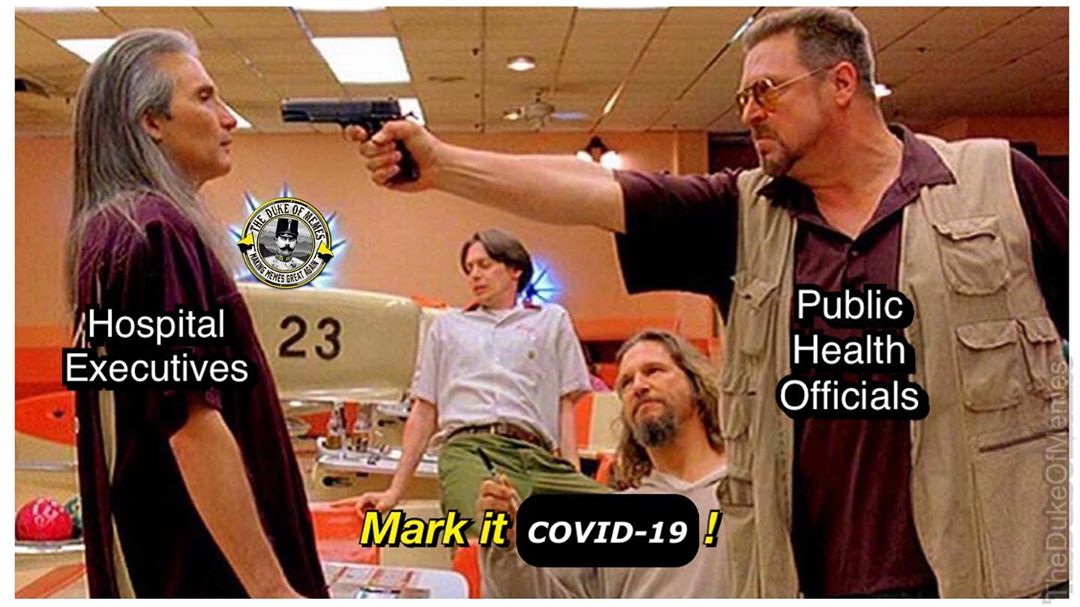 THE DUKE OF MEMES
MAKING MEMES GREAT AGAIN
23
Hospital
Executives
Public
Health
Officials
Mark it COVID-19 !
TheDukeOfMemes